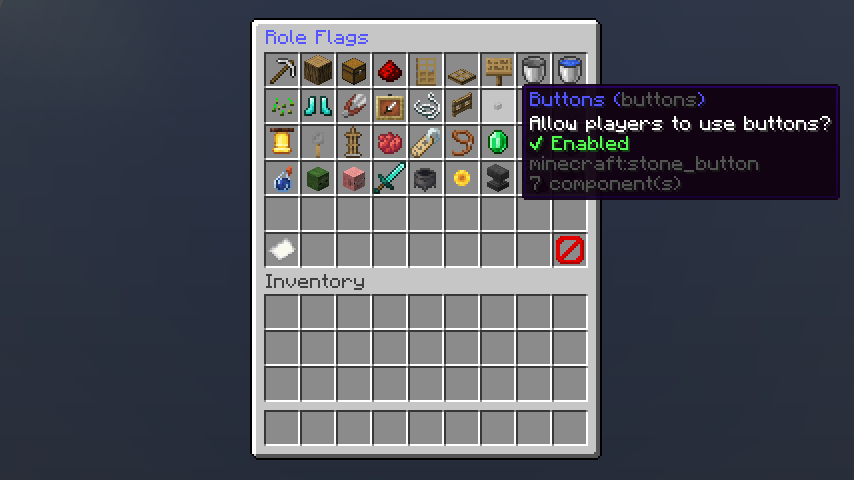 Role Flags
Buttons (buttons)
Allow players to use buttons?
✓ Enabled
minecraft:stone_button
7 component(s)
Inventory